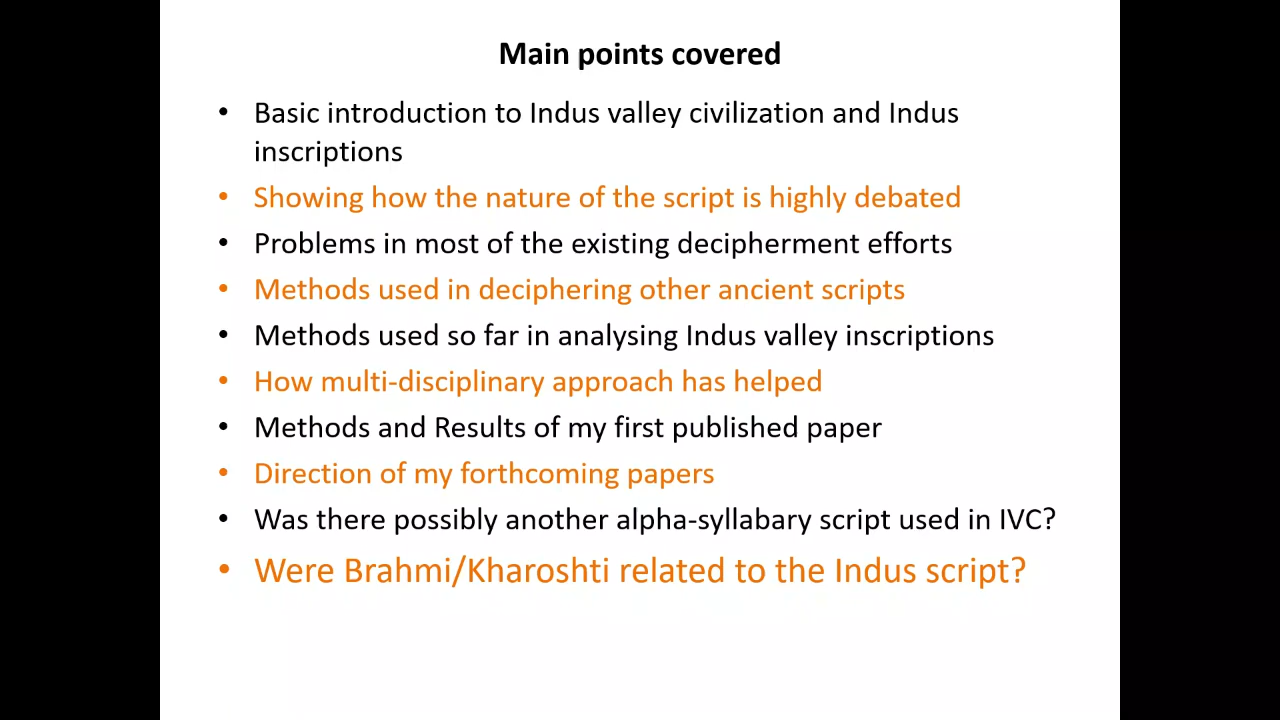 Main points covered
• Basic introduction to Indus valley civilization and Indus
inscriptions
• Showing how the nature of the script is highly debated
• Problems in most of the existing decipherment efforts
• Methods used in deciphering other ancient scripts
• Methods used so far in analysing Indus valley inscriptions
• How multi-disciplinary approach has helped
• Methods and Results of my first published paper
• Direction of my forthcoming papers
• Was there possibly another alpha-syllabary script used in IVC?
• Were Brahmi/Kharoshti related to the Indus script?